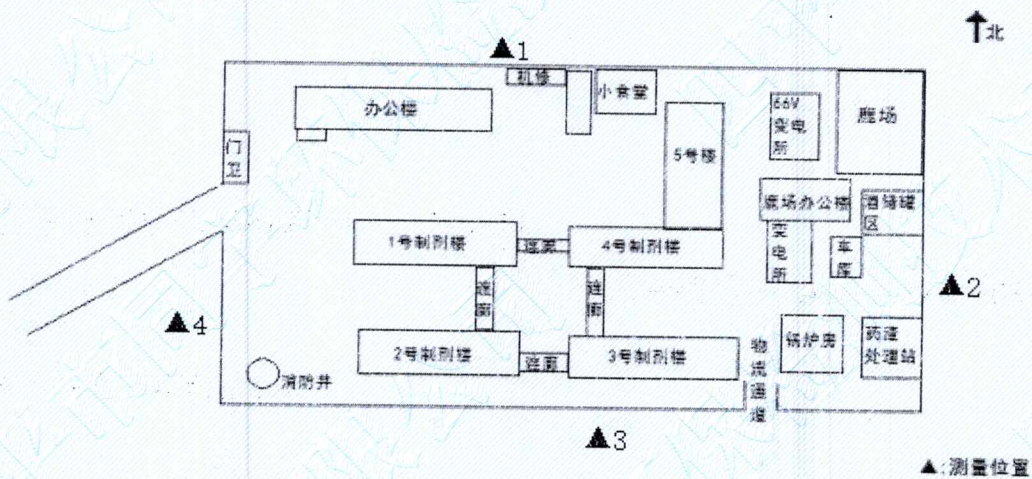 北
▲1
机修
小食堂
办公楼
66V
变电
所
鹿场
门
卫
5号楼
鹿场办公楼
酒储罐
区
1号制剂楼
连廊
4号制剂楼
变
电
所
车
库
▲2
连
廊
连
廊
▲4
2号制剂楼
连廊
3号制剂楼
物
流
通
道
锅炉房
药渣
处理站
消防井
▲3
▲:测量位置